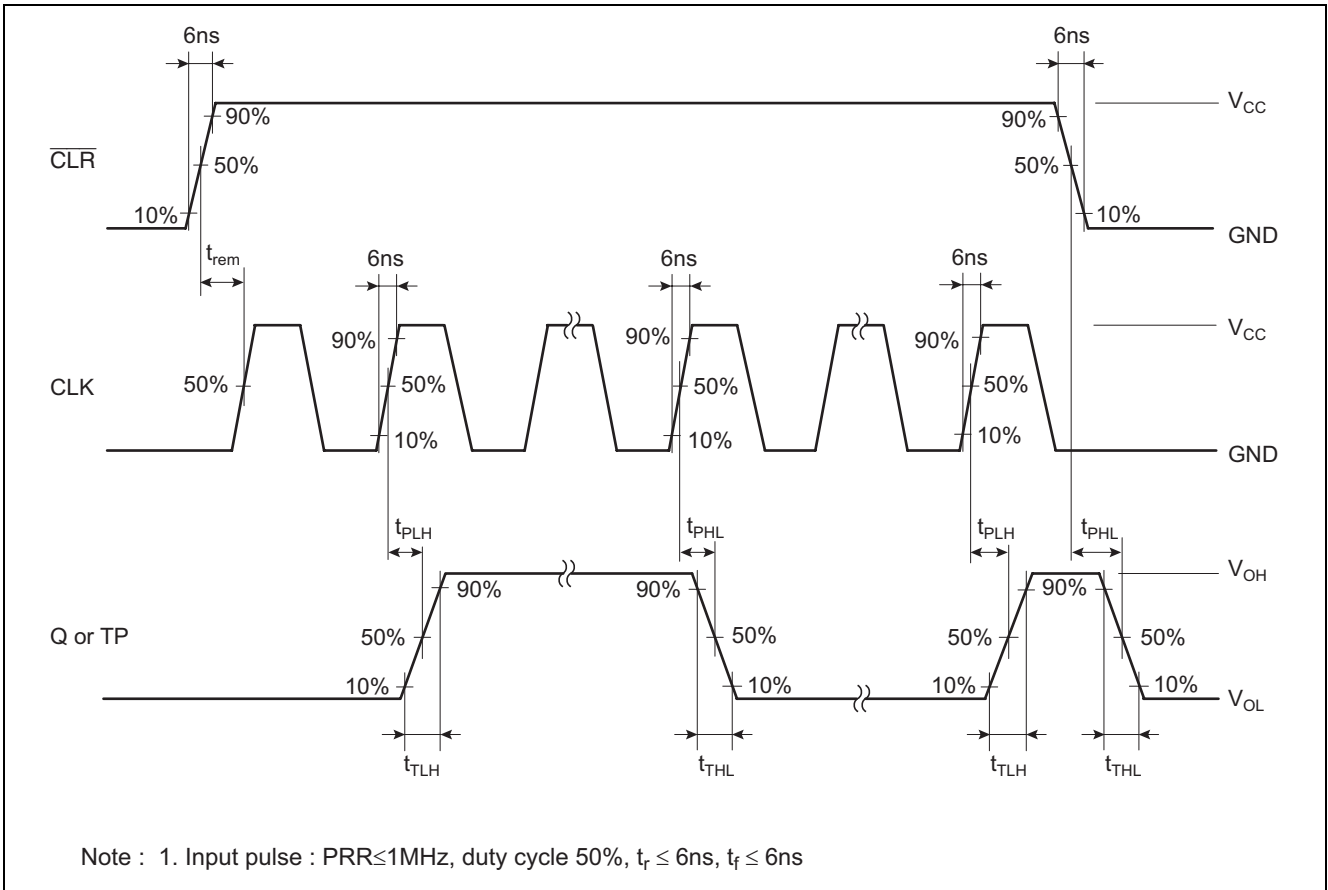 6ns 6ns
90% 90% V_CC
CLR 50% 50%
10% 10%
GND
t_rem 6ns 6ns 6ns
90% 90% 90% V_CC
CLK 50% 50% 50% 50%
10% 10% 10%
GND
t_PLH t_PHL t_PLH t_PHL
90% 90% 90% V_OH
Q or TP 50% 50% 50% 50%
10% 10% 10% 10% V_OL
t_TLH t_THL t_TLH t_THL
Note : 1. Input pulse : PRR≤1MHz, duty cycle 50%, t_r ≤ 6ns, t_f ≤ 6ns